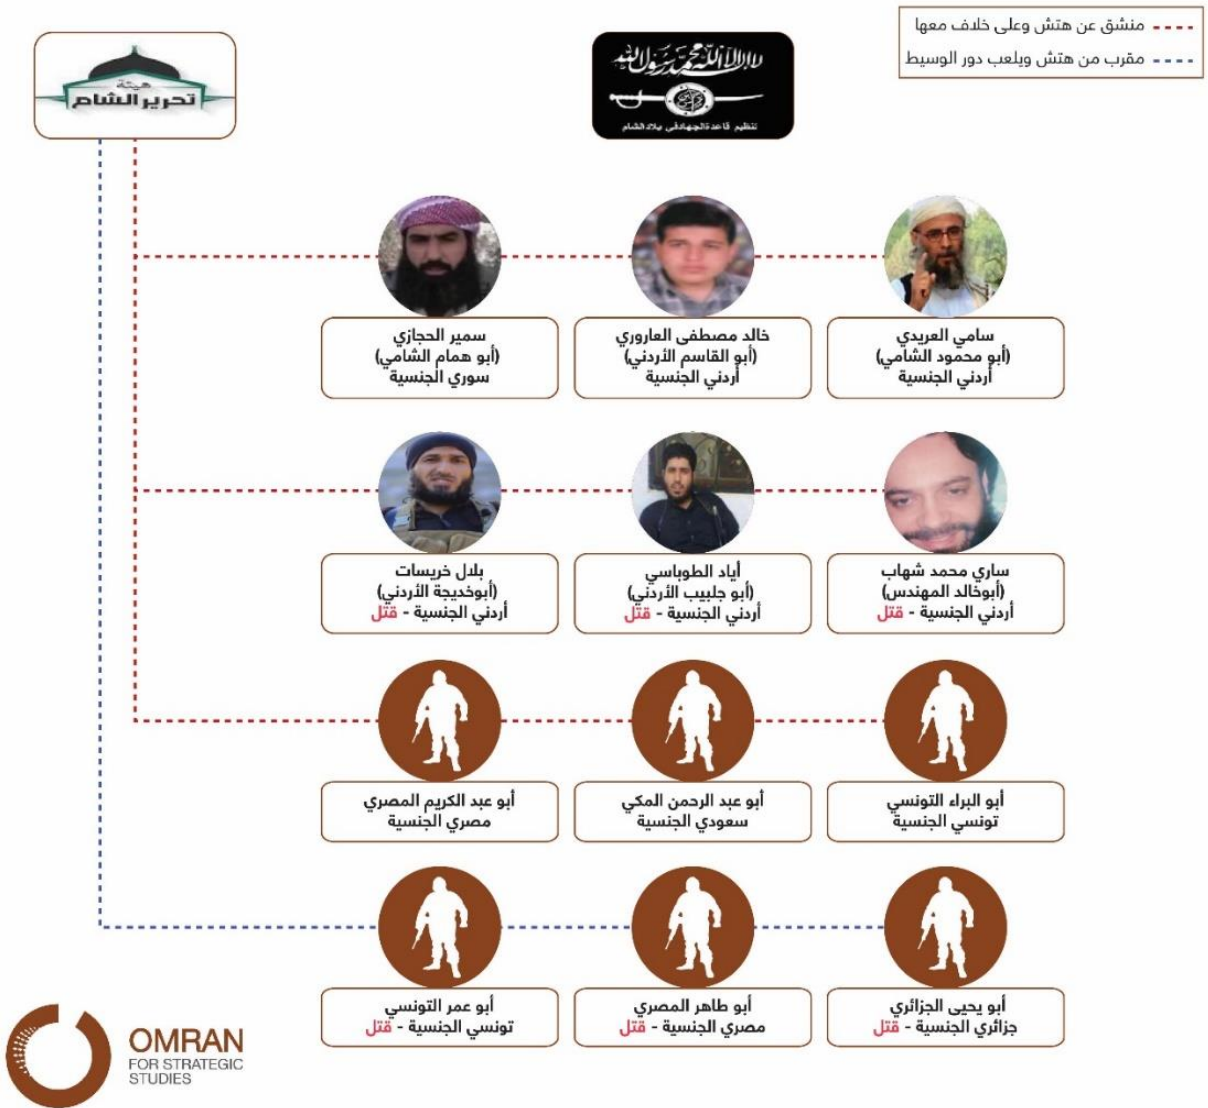 منشق عن هتش وعلى خلاف معها
مقرب من هتش ويلعب دور الوسيط
لا إله إلا الله محمد رسول الله
تنظيم قاعدة الجهاد في بلاد الشام
هيئة
تحرير الشام
سامي العريدي
(أبو محمود الشامي)
أردني الجنسية
خالد مصطفى العاروري
(أبو القاسم الأردني)
أردني الجنسية
سمير الحجازي
(أبو همام الشامي)
سوري الجنسية
ساري محمد شهاب
(أبوخالد المهندس)
أردني الجنسية - قتل
أياد الطوباسي
(أبو جليبيب الأردني)
أردني الجنسية - قتل
بلال خريسات
(أبوخديجة الأردني)
أردني الجنسية - قتل
أبو البراء التونسي
تونسي الجنسية
أبو عبد الرحمن المكي
سعودي الجنسية
أبو عبد الكريم المصري
مصري الجنسية
أبو يحيى الجزائري
جزائري الجنسية - قتل
أبو طاهر المصري
مصري الجنسية - قتل
أبو عمر التونسي
تونسي الجنسية - قتل
OMRAN
FOR STRATEGIC
STUDIES